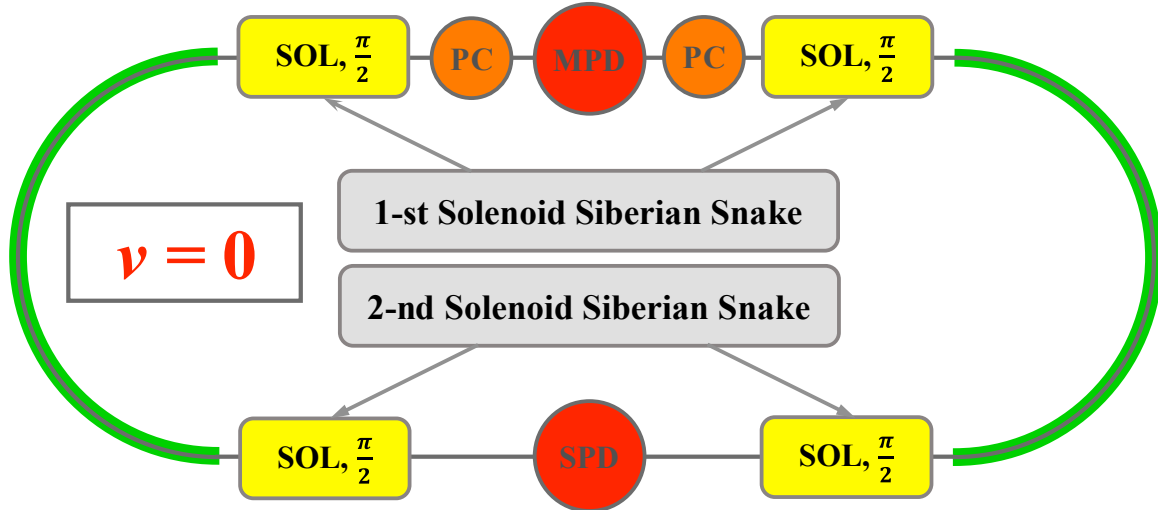 SOL, π/2
PC
MPD
PC
SOL, π/2
1-st Solenoid Siberian Snake
ν = 0
2-nd Solenoid Siberian Snake
SOL, π/2
SPD
SOL, π/2